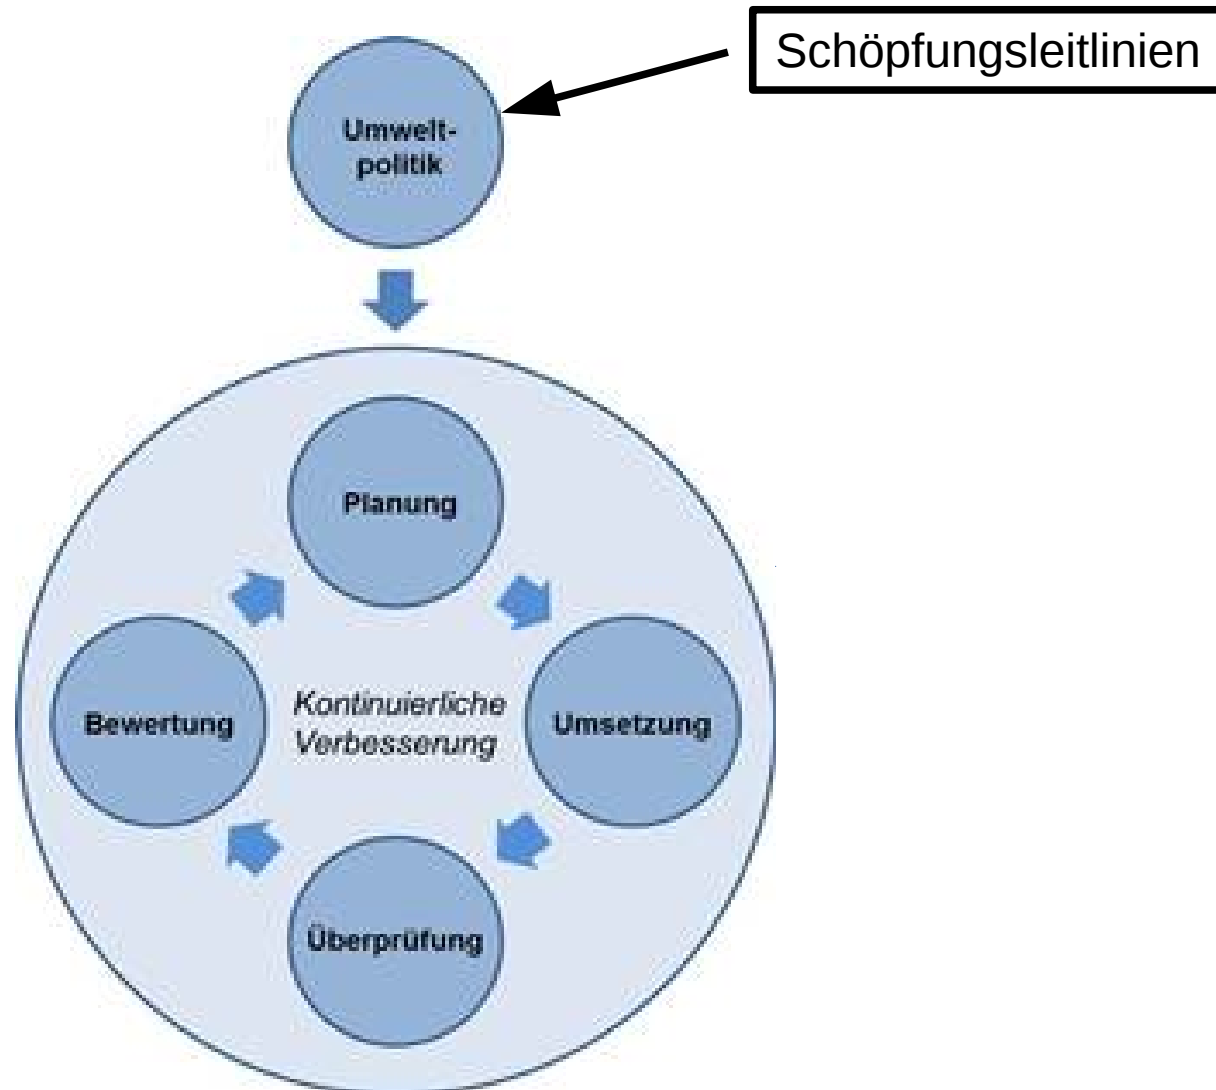 Schöpfungsleitlinien
Umwelt-
politik
Planung
Bewertung
Kontinuierliche
Verbesserung
Umsetzung
Überprüfung